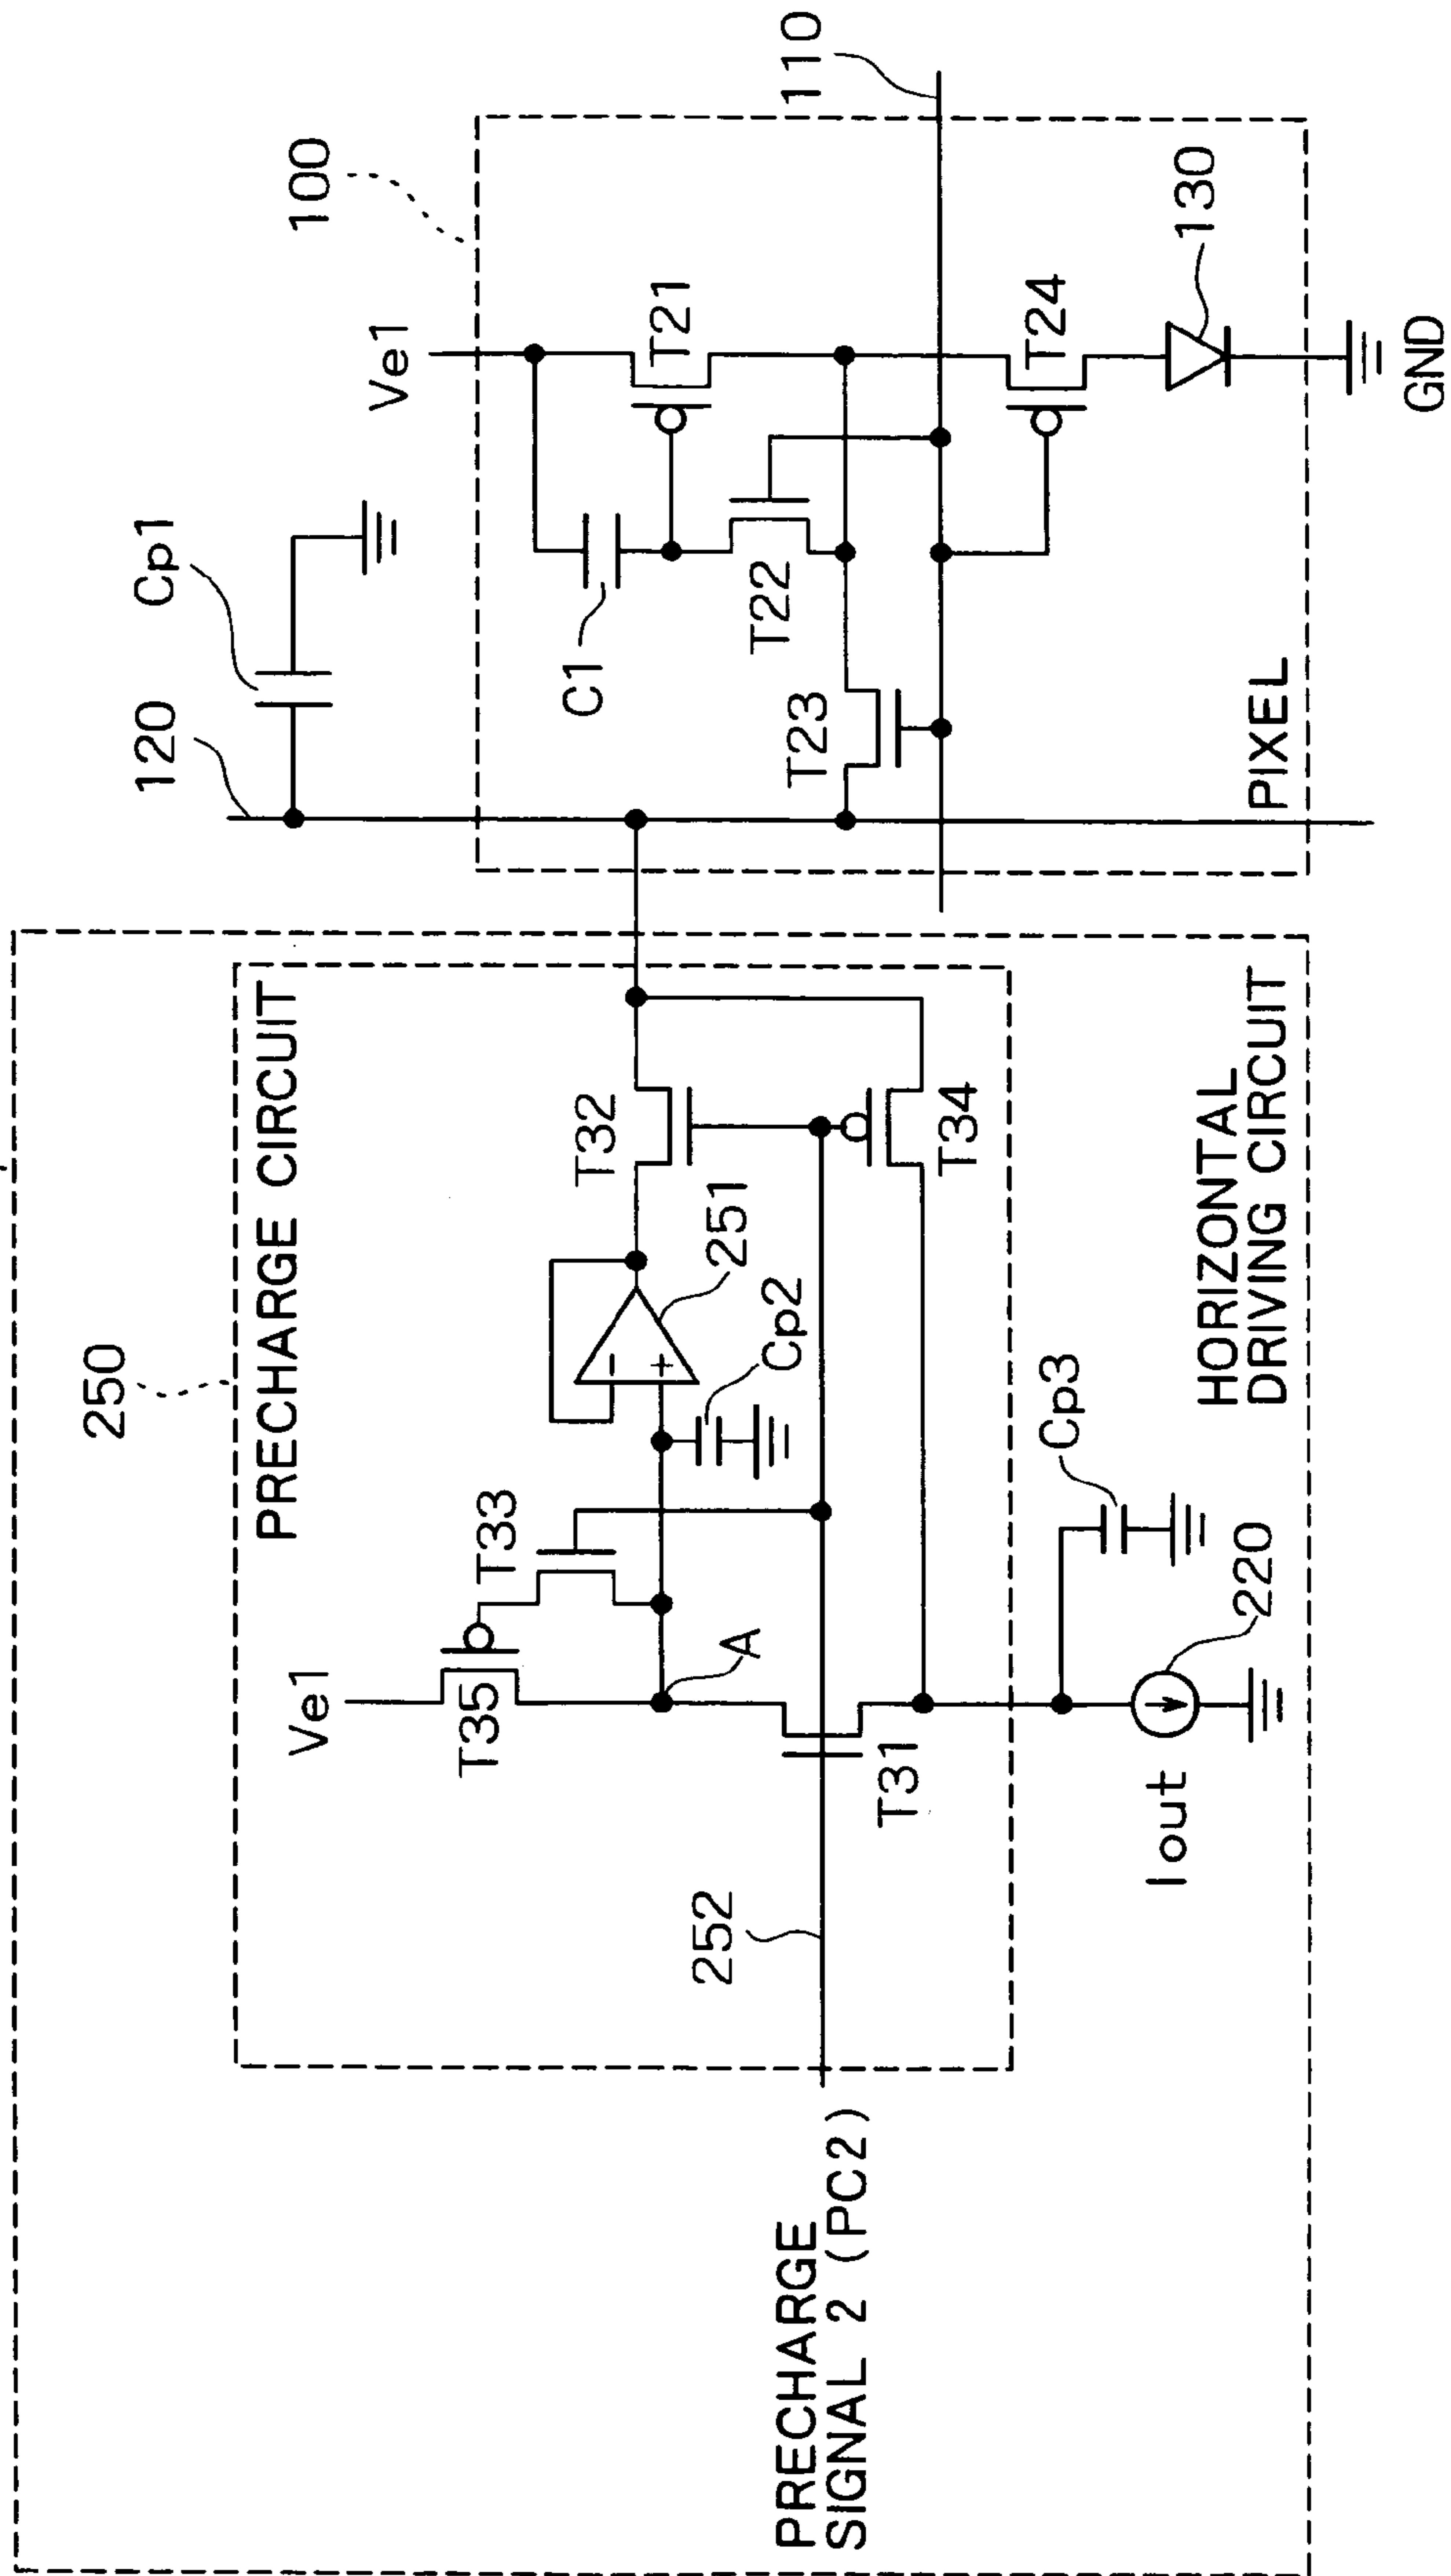 250
PRECHARGE CIRCUIT
Ve1
T35
T33
A
251
Cp2
T32
T34
T31
252
PRECHARGE
SIGNAL 2 (PC2)
Iout
220
Cp3
HORIZONTAL
DRIVING CIRCUIT
120
Cp1
100
Ve1
C1
T21
T22
T23
T24
110
130
PIXEL
GND